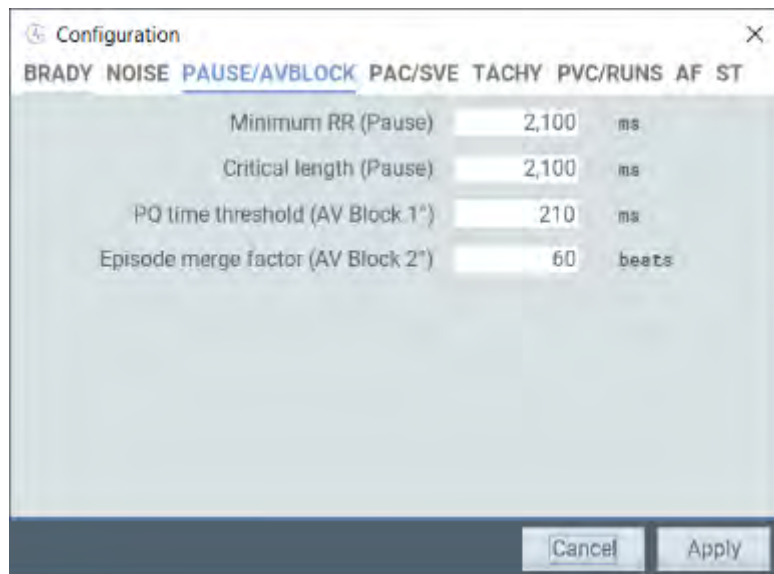 Configuration
BRADY NOISE PAUSE/AVBLOCK PAC/SVE TACHY PVC/RUNS AF ST
Minimum RR (Pause) 2,100 ms
Critical length (Pause) 2,100 ms
PQ time threshold (AV Block 1°) 210 ms
Episode merge factor (AV Block 2°) 60 beats
Cancel Apply